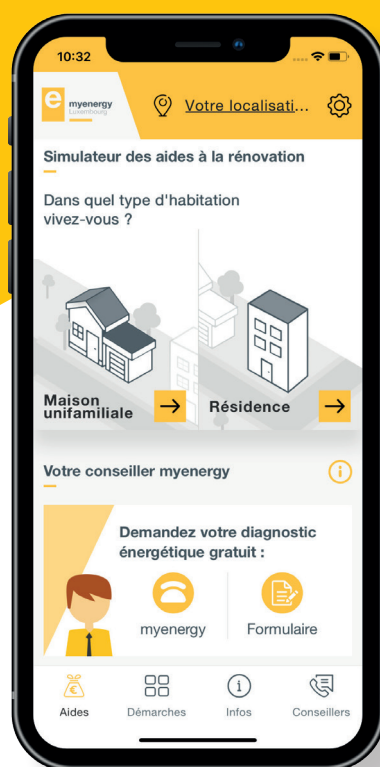 10:32
e
myenergy
Luxembourg
Votre localisati...
Simulateur des aides à la rénovation
Dans quel type d'habitation
vivez-vous ?
Maison
unifamiliale
Résidence
Votre conseiller myenergy
i
Demandez votre diagnostic
énergétique gratuit :
myenergy
Formulaire
€
i
Aides
Démarches
Infos
Conseillers